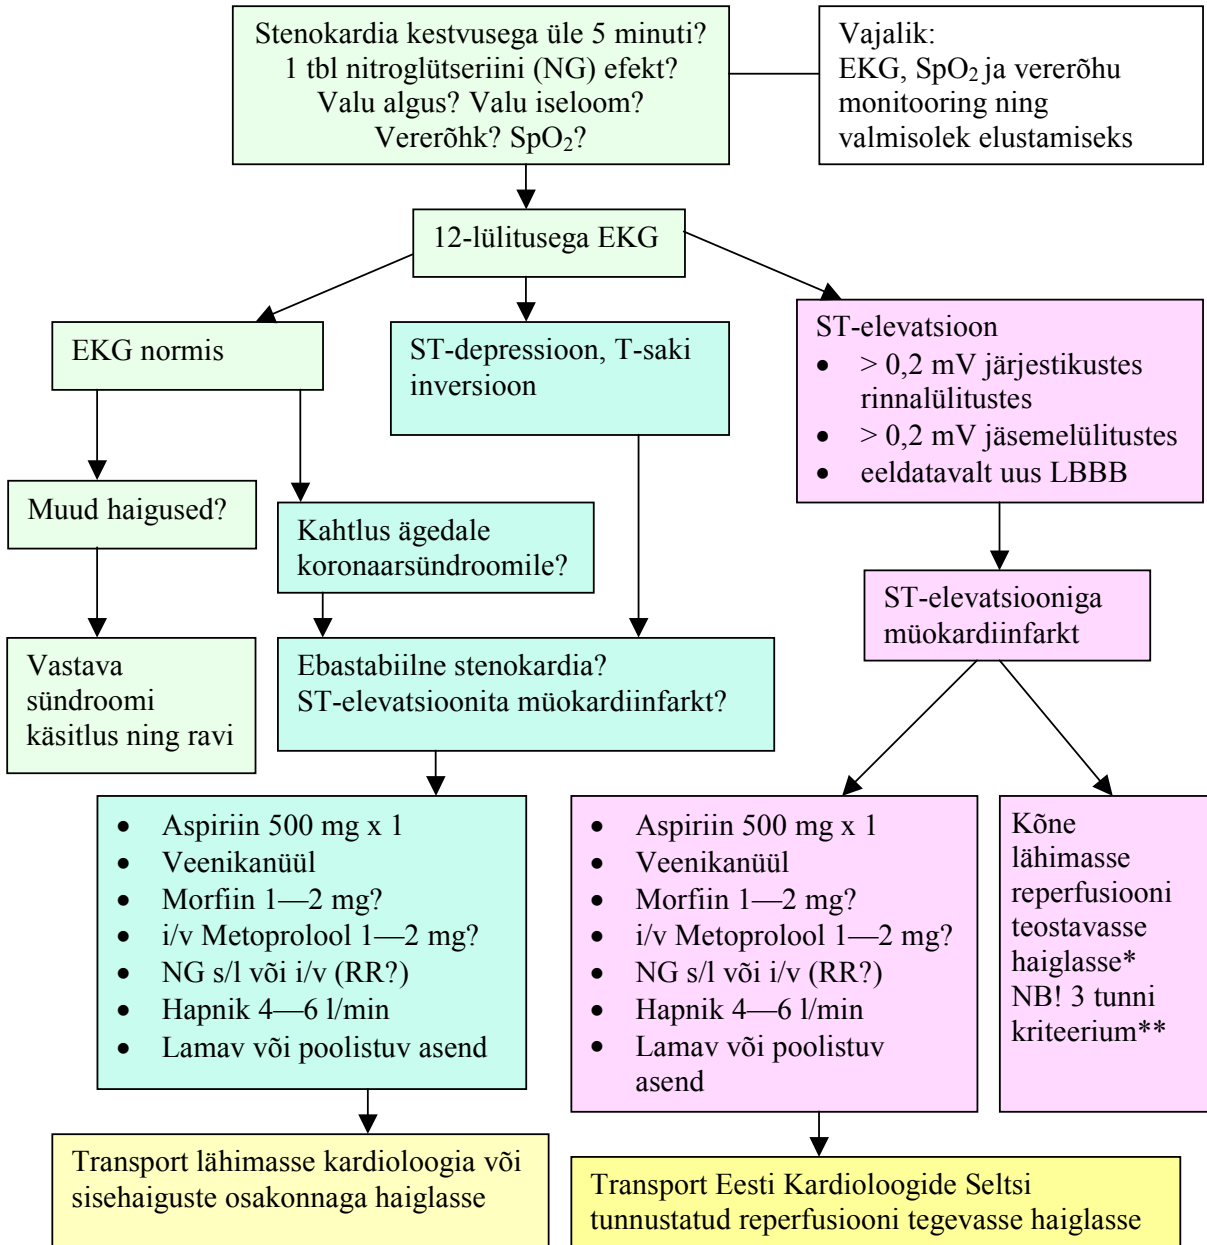 Stenokardia kestvusega üle 5 minuti?
1 tbl nitroglütseriini (NG) efekt?
Valu algus? Valu iseloom?
Vererõhk? SpO₂?
Vajalik:
EKG, SpO₂ ja vererõhu
monitooring ning
valmisolek elustamiseks
12-lülitusega EKG
EKG normis
ST-depressioon, T-saki
inversioon
ST-elevatsioon
• > 0,2 mV järjestikustes
rinnalülitustes
• > 0,2 mV jäsemelülitustes
• eeldatavalt uus LBBB
Muud haigused?
Kahtlus ägedale
koronaarsündroomile?
ST-elevatsiooniga
müokardiinfarkt
Vastava
sündroomi
käsitlus ning ravi
Ebastabiilne stenokardia?
ST-elevatsioonita müokardiinfarkt?
• Aspiriin 500 mg x 1
• Veenikanüül
• Morfiin 1—2 mg?
• i/v Metoprolool 1—2 mg?
• NG s/l või i/v (RR?)
• Hapnik 4—6 l/min
• Lamav või poolistuv asend
• Aspiriin 500 mg x 1
• Veenikanüül
• Morfiin 1—2 mg?
• i/v Metoprolool 1—2 mg?
• NG s/l või i/v (RR?)
• Hapnik 4—6 l/min
• Lamav või poolistuv
asend
Kõne
lähimasse
reperfusiooni
teostavasse
haiglasse*
NB! 3 tunni
kriteerium**
Transport lähimasse kardioloogia või
sisehaiguste osakonnaga haiglasse
Transport Eesti Kardioloogide Seltsi
tunnustatud reperfusiooni tegevasse haiglasse